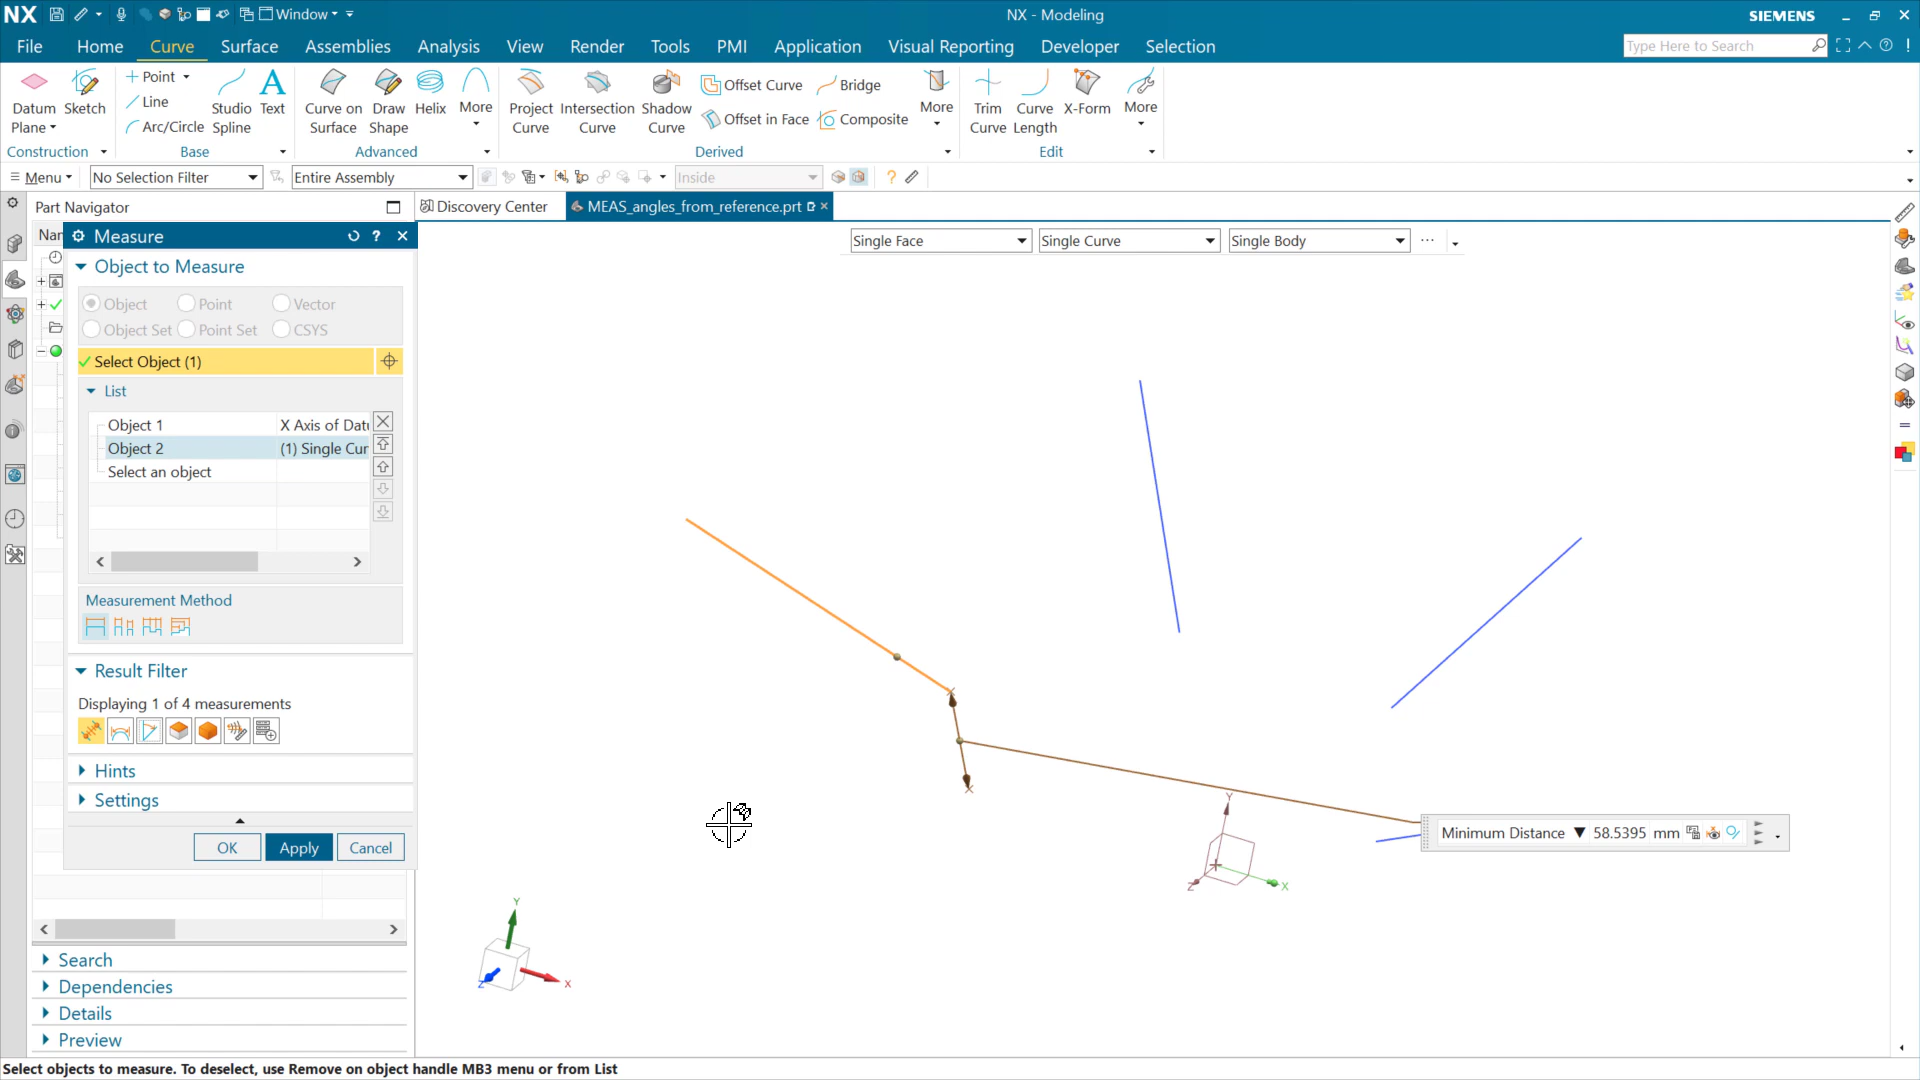 NX
Window
NX - Modeling
SIEMENS
File
Home
Curve
Surface
Assemblies
Analysis
View
Render
Tools
PMI
Application
Visual Reporting
Developer
Selection
Type Here to Search
Datum
Plane
Sketch
Point
Line
Arc/Circle
Studio
Spline
Text
Curve on
Surface
Draw
Shape
Helix
More
Project
Curve
Intersection
Curve
Shadow
Curve
Offset Curve
Offset in Face
Bridge
Composite
More
Trim
Curve
Curve
Length
X-Form
More
Construction
Base
Advanced
Derived
Edit
Menu
No Selection Filter
Entire Assembly
Inside
Part Navigator
Discovery Center
MEAS_angles_from_reference.prt
Nar
Measure
Single Face
Single Curve
Single Body
Object to Measure
Object
Point
Vector
Object Set
Point Set
CSYS
Select Object (1)
List
Object 1
X Axis of Dat
Object 2
(1) Single Cur
Select an object
Measurement Method
Result Filter
Displaying 1 of 4 measurements
Hints
Settings
OK
Apply
Cancel
X
X
Y
Z
X
Minimum Distance
58.5395
mm
Y
Z
X
Search
Dependencies
Details
Preview
Select objects to measure. To deselect, use Remove on object handle MB3 menu or from List